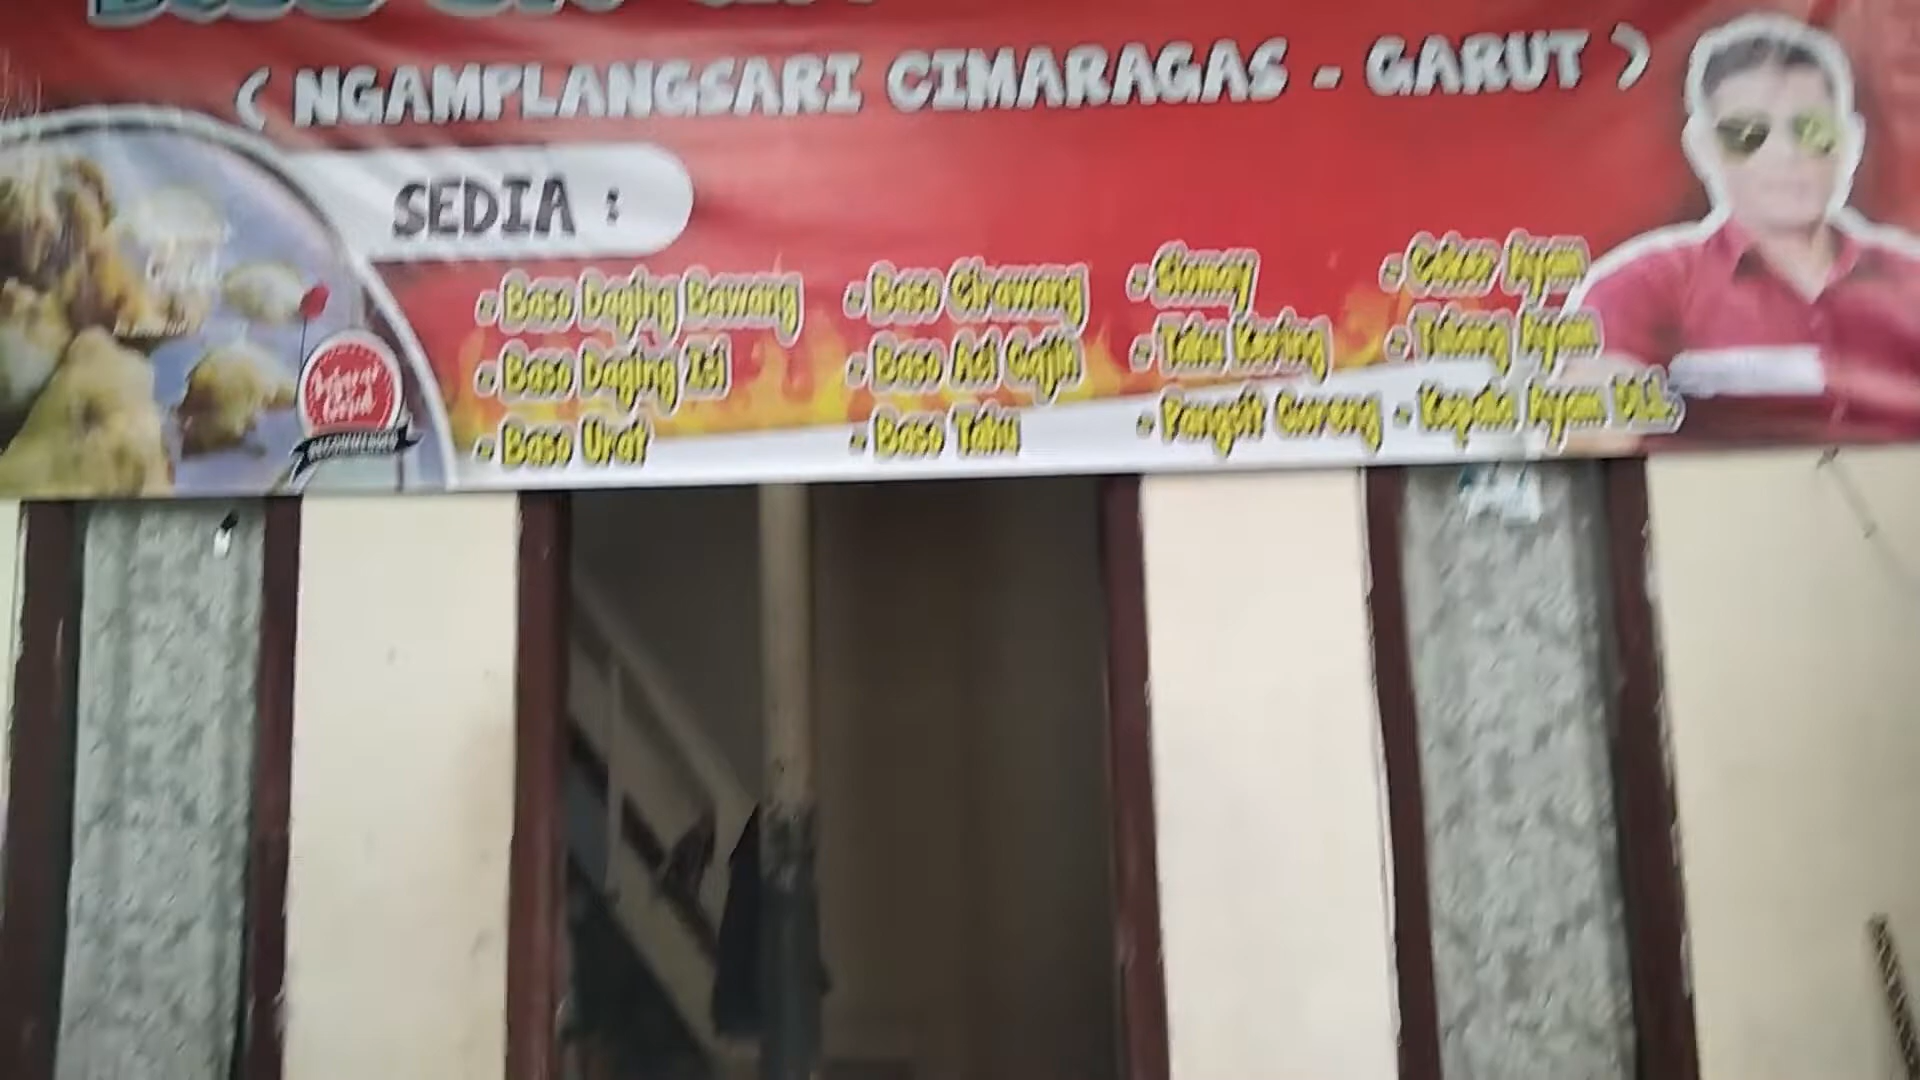 ( NGAMPLANGSARI CIMARAGAS - GARUT )
SEDIA :
- Baso Daging Bawang
- Baso Daging Isi
- Baso Urat
- Baso Cirawang
- Baso Aci Gajih
- Baso Tahu
- Siomay
- Tahu Kering
- Pangsit Goreng
- Ceker Ayam
- Tulang Ayam
- Kepala Ayam DLL.